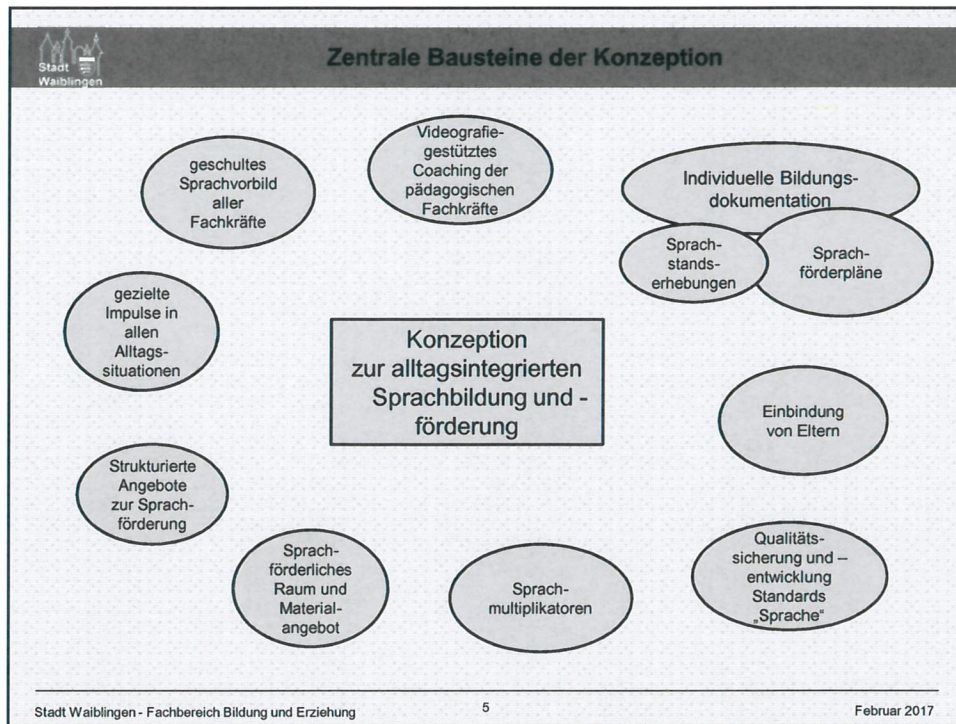 Stadt
Waiblingen
Zentrale Bausteine der Konzeption
geschultes
Sprachvorbild
aller
Fachkräfte
Videografie-
gestütztes
Coaching der
pädagogischen
Fachkräfte
Individuelle Bildungs-
dokumentation
Sprach-
stands-
erhebungen
Sprach-
förderpläne
gezielte
Impulse in
allen
Alltags-
situationen
Konzeption
zur alltagsintegrierten
Sprachbildung und -
förderung
Einbindung
von Eltern
Strukturierte
Angebote
zur Sprach-
förderung
Sprach-
förderliches
Raum und
Material-
angebot
Sprach-
multiplikatoren
Qualitäts-
sicherung und –
entwicklung
Standards
„Sprache“
Stadt Waiblingen - Fachbereich Bildung und Erziehung
5
Februar 2017